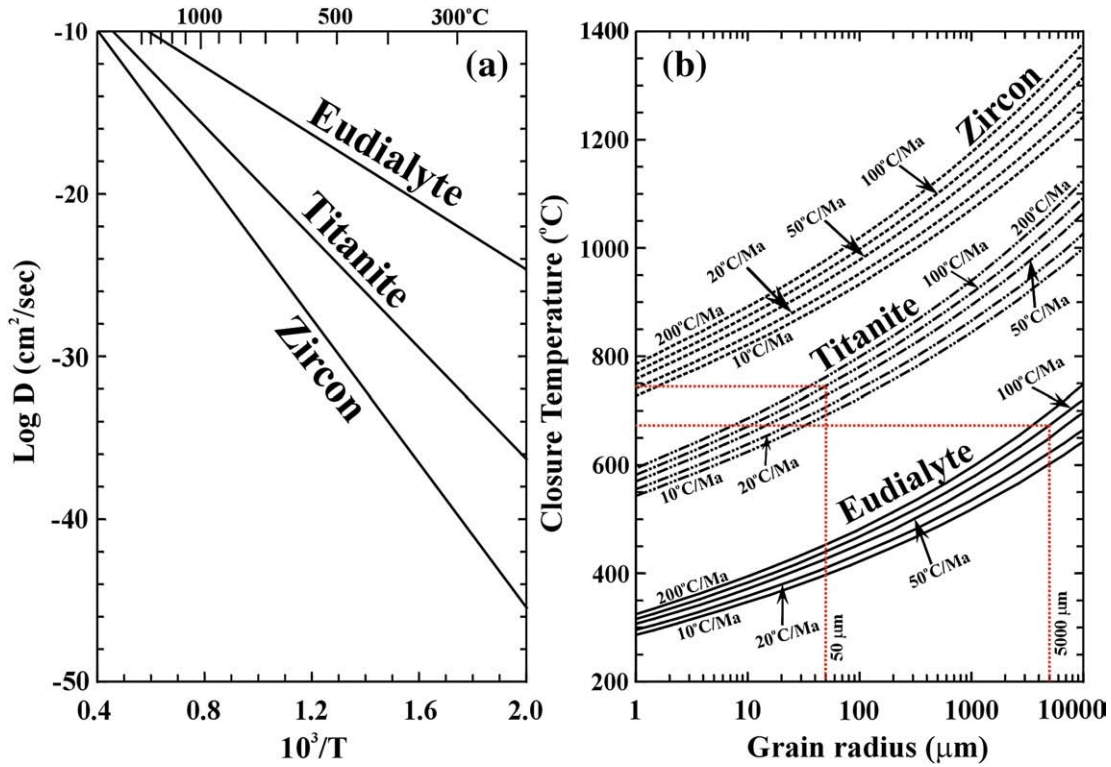 1000
500
300°C
-10
-20
-30
-40
-50
0.4
0.8
1.2
1.6
2.0
Log D (cm²/sec)
10³/T
(a)
Eudialyte
Titanite
Zircon
(b)
1400
1200
1000
800
600
400
200
1
10
100
1000
10000
Closure Temperature (°C)
Grain radius (μm)
Zircon
100°C/Ma
50°C/Ma
20°C/Ma
200°C/Ma
10°C/Ma
Titanite
200°C/Ma
100°C/Ma
50°C/Ma
10°C/Ma
20°C/Ma
Eudialyte
100°C/Ma
200°C/Ma
10°C/Ma
20°C/Ma
50°C/Ma
50 μm
5000 μm